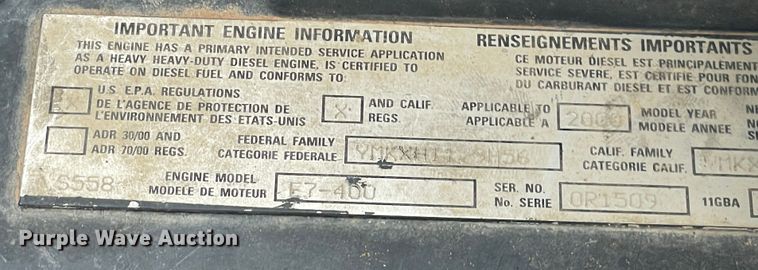 IMPORTANT ENGINE INFORMATION
THIS ENGINE HAS A PRIMARY INTENDED SERVICE APPLICATION
AS A HEAVY HEAVY-DUTY DIESEL ENGINE, IS CERTIFIED TO
OPERATE ON DIESEL FUEL AND CONFORMS TO:
RENSEIGNEMENTS IMPORTANTS
CE MOTEUR DIESEL EST PRINCIPALEMENT
SERVICE SEVERE, EST CERTIFIE POUR FON
DU CARBURANT DIESEL ET EST CONFORM
X U.S. E.P.A. REGULATIONS
DE L'AGENCE DE PROTECTION DE
L'ENVIRONNEMENT DES ETATS-UNIS
X AND CALIF.
REGS.
APPLICABLE TO
APPLICABLE A
2000
MODEL YEAR
MODELE ANNEE
ADR 30/00 AND
ADR 70/00 REGS.
FEDERAL FAMILY
CATEGORIE FEDERALE
CALIF. FAMILY
CATEGORIE CALIF.
S558
ENGINE MODEL
MODELE DE MOTEUR
E7-400
SER. NO.
NO. SERIE
0R1509
11GBA
Purple Wave Auction